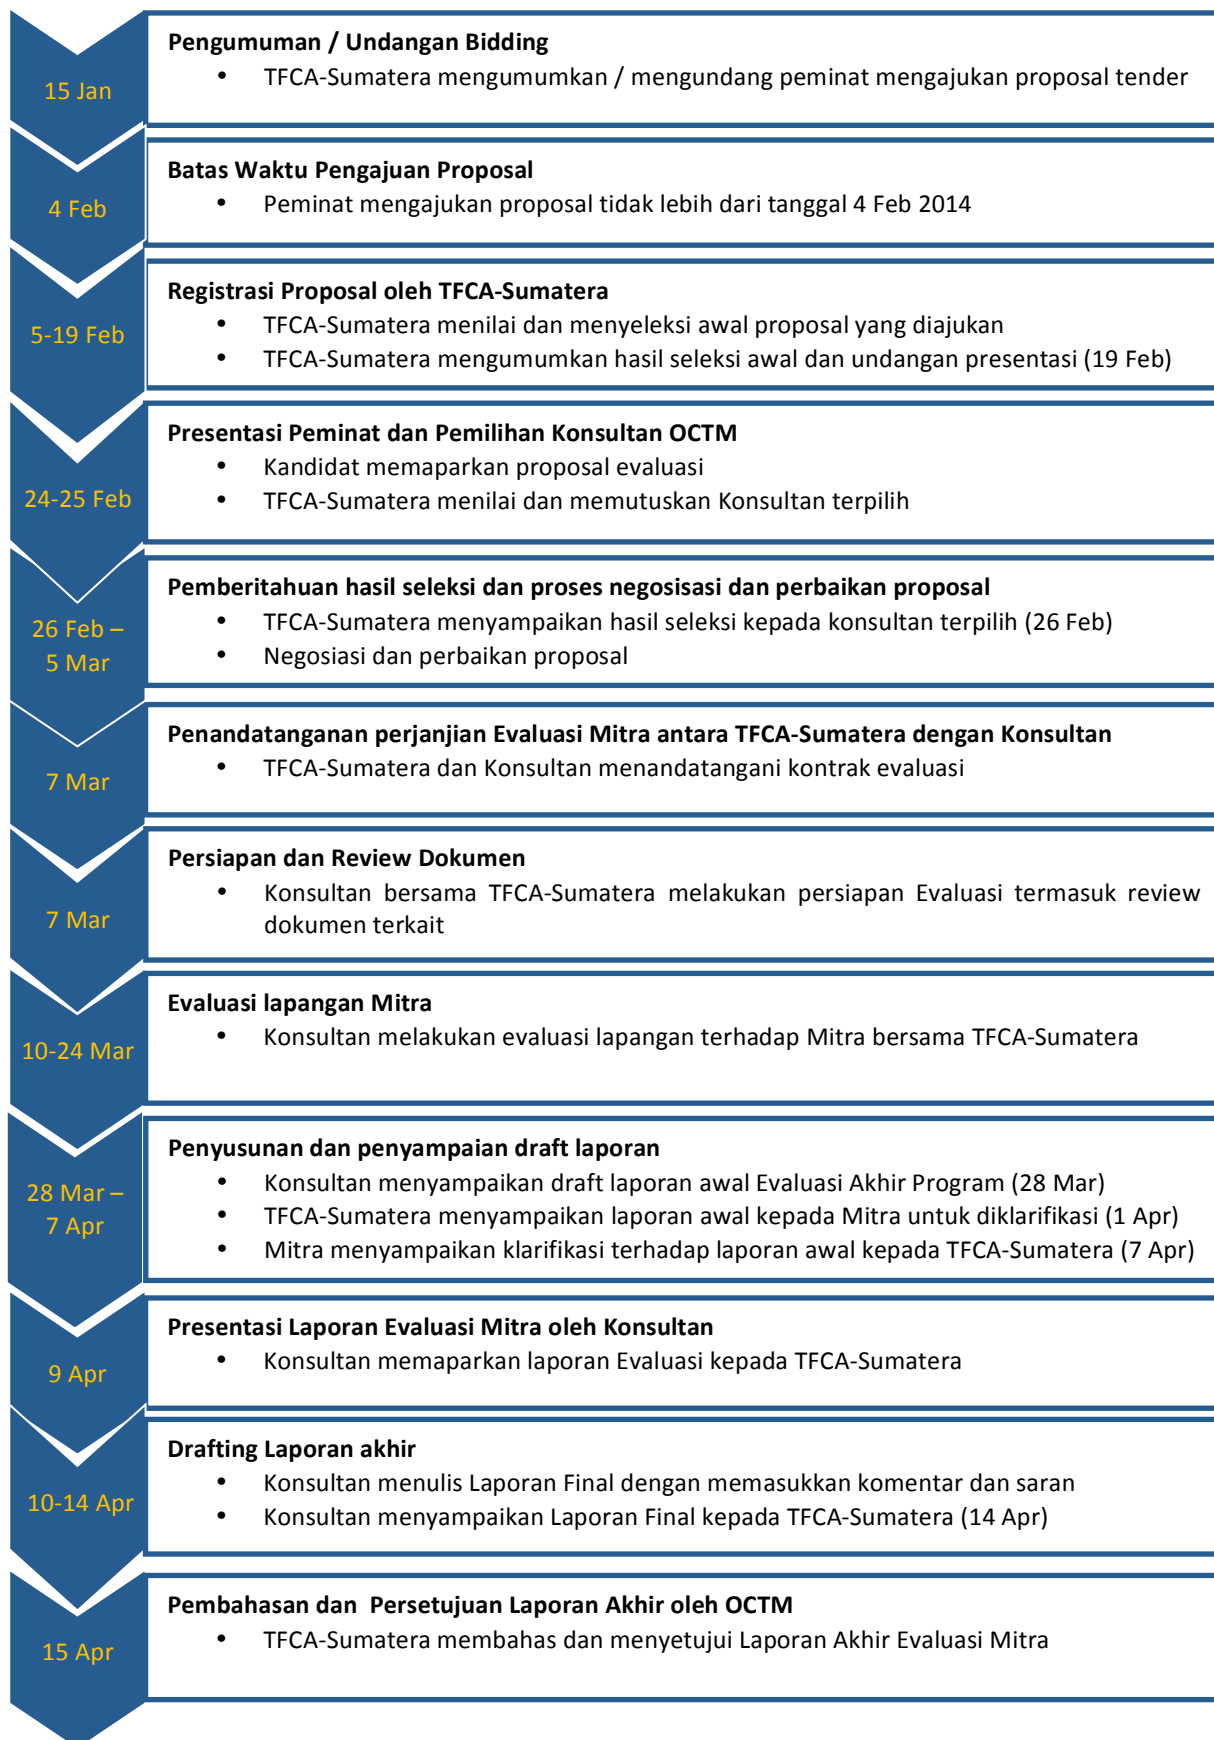 Pengumuman / Undangan Bidding
15 Jan
• TFCA-Sumatera mengumumkan / mengundang peminat mengajukan proposal tender
Batas Waktu Pengajuan Proposal
4 Feb
• Peminat mengajukan proposal tidak lebih dari tanggal 4 Feb 2014
Registrasi Proposal oleh TFCA-Sumatera
5-19 Feb
• TFCA-Sumatera menilai dan menyeleksi awal proposal yang diajukan
• TFCA-Sumatera mengumumkan hasil seleksi awal dan undangan presentasi (19 Feb)
Presentasi Peminat dan Pemilihan Konsultan OCTM
24-25 Feb
• Kandidat memaparkan proposal evaluasi
• TFCA-Sumatera menilai dan memutuskan Konsultan terpilih
Pemberitahuan hasil seleksi dan proses negosisasi dan perbaikan proposal
26 Feb –
5 Mar
• TFCA-Sumatera menyampaikan hasil seleksi kepada konsultan terpilih (26 Feb)
• Negosiasi dan perbaikan proposal
Penandatanganan perjanjian Evaluasi Mitra antara TFCA-Sumatera dengan Konsultan
7 Mar
• TFCA-Sumatera dan Konsultan menandatangani kontrak evaluasi
Persiapan dan Review Dokumen
7 Mar
• Konsultan bersama TFCA-Sumatera melakukan persiapan Evaluasi termasuk review
dokumen terkait
Evaluasi lapangan Mitra
10-24 Mar
• Konsultan melakukan evaluasi lapangan terhadap Mitra bersama TFCA-Sumatera
Penyusunan dan penyampaian draft laporan
28 Mar –
7 Apr
• Konsultan menyampaikan draft laporan awal Evaluasi Akhir Program (28 Mar)
• TFCA-Sumatera menyampaikan laporan awal kepada Mitra untuk diklarifikasi (1 Apr)
• Mitra menyampaikan klarifikasi terhadap laporan awal kepada TFCA-Sumatera (7 Apr)
Presentasi Laporan Evaluasi Mitra oleh Konsultan
9 Apr
• Konsultan memaparkan laporan Evaluasi kepada TFCA-Sumatera
Drafting Laporan akhir
10-14 Apr
• Konsultan menulis Laporan Final dengan memasukkan komentar dan saran
• Konsultan menyampaikan Laporan Final kepada TFCA-Sumatera (14 Apr)
Pembahasan dan Persetujuan Laporan Akhir oleh OCTM
15 Apr
• TFCA-Sumatera membahas dan menyetujui Laporan Akhir Evaluasi Mitra